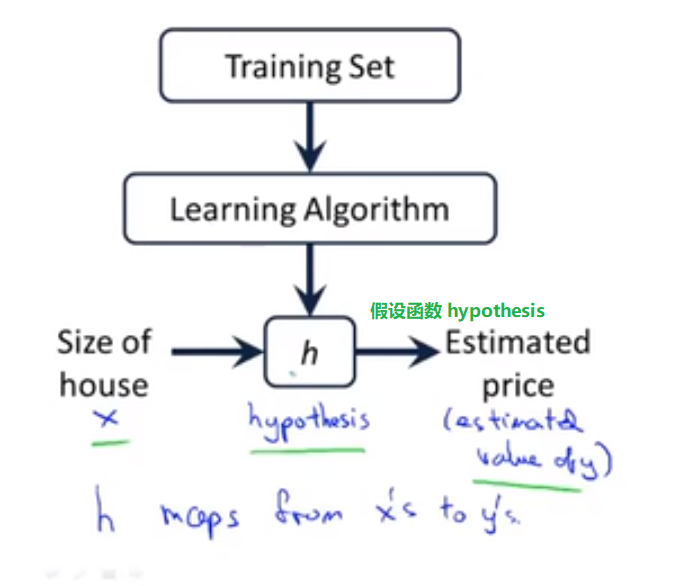 Training Set
Learning Algorithm
假设函数 hypothesis
Size of
house
h
Estimated
price
x
hypothesis
(estimated
value of y)
h maps from x's to y's.